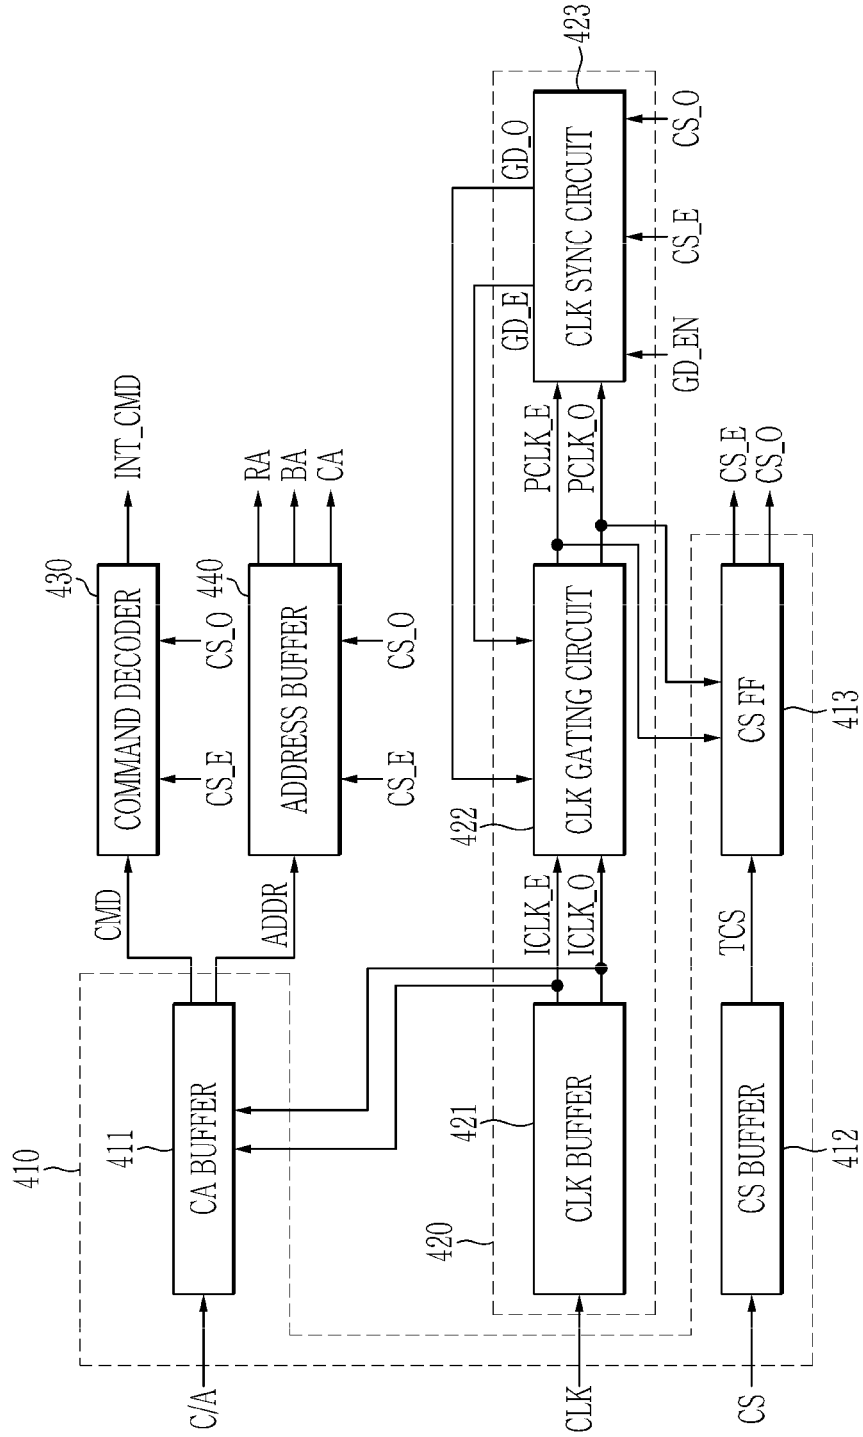 410
C/A
411
CA BUFFER
CMD
ADDR
430
COMMAND DECODER
CS_E
CS_O
INT_CMD
440
ADDRESS BUFFER
CS_E
CS_O
RA
BA
CA
420
CLK
421
CLK BUFFER
ICLK_E
ICLK_O
422
CLK GATING CIRCUIT
PCLK_E
PCLK_O
GD_E
GD_O
423
CLK SYNC CIRCUIT
GD_EN
CS_E
CS_O
CS
CS BUFFER
412
TCS
CS FF
413
CS_E
CS_O